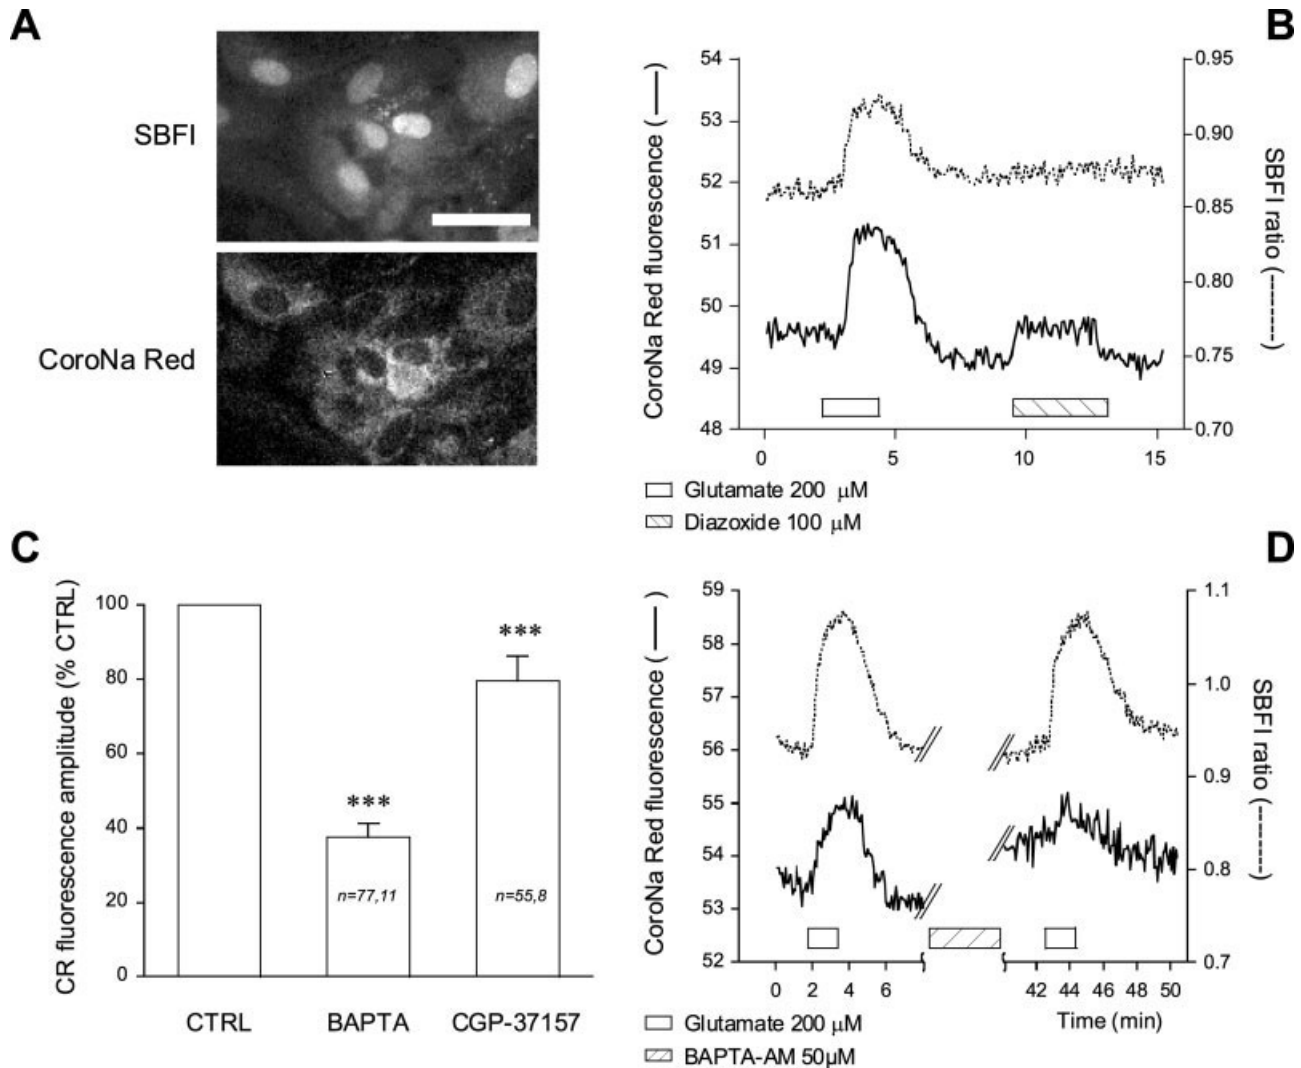 A
SBFI
CoroNa Red
B
CoroNa Red fluorescence (——)
54
53
52
51
50
49
48
0.95
0.90
0.85
0.80
0.75
0.70
SBFI ratio (--------)
0
5
10
15
Glutamate 200 μM
Diazoxide 100 μM
C
CR fluorescence amplitude (% CTRL)
100
80
60
40
20
0
***
***
n=77,11
n=55,8
CTRL
BAPTA
CGP-37157
D
CoroNa Red fluorescence (——)
59
58
57
56
55
54
53
52
1.1
1.0
0.9
0.8
0.7
SBFI ratio (--------)
0
2
4
6
42
44
46
48
50
Time (min)
Glutamate 200 μM
BAPTA-AM 50μM